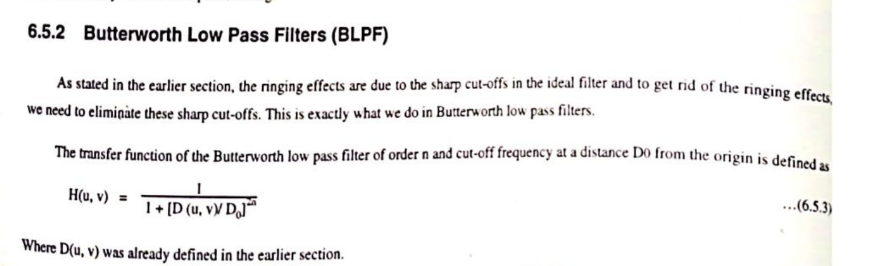 6.5.2 Butterworth Low Pass Filters (BLPF)
As stated in the earlier section, the ringing effects are due to the sharp cut-offs in the ideal filter and to get rid of the ringing effects,
we need to eliminate these sharp cut-offs. This is exactly what we do in Butterworth low pass filters.
The transfer function of the Butterworth low pass filter of order n and cut-off frequency at a distance D0 from the origin is defined as
H(u, v) = 1 / 1 + [D (u, v)/ D₀]²ⁿ ...(6.5.3)
Where D(u, v) was already defined in the earlier section.